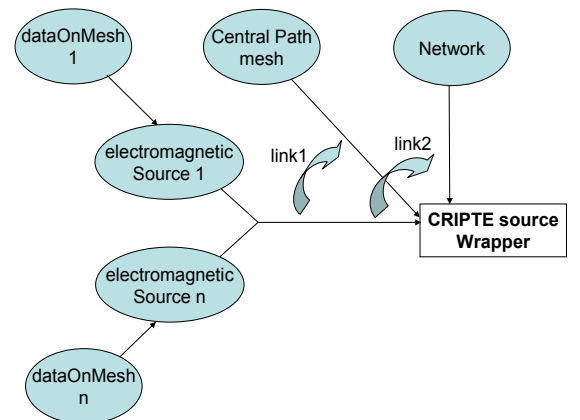 dataOnMesh
1
Central Path
mesh
Network
electromagnetic
Source 1
link1
link2
CRIPTE source
Wrapper
electromagnetic
Source n
dataOnMesh
n